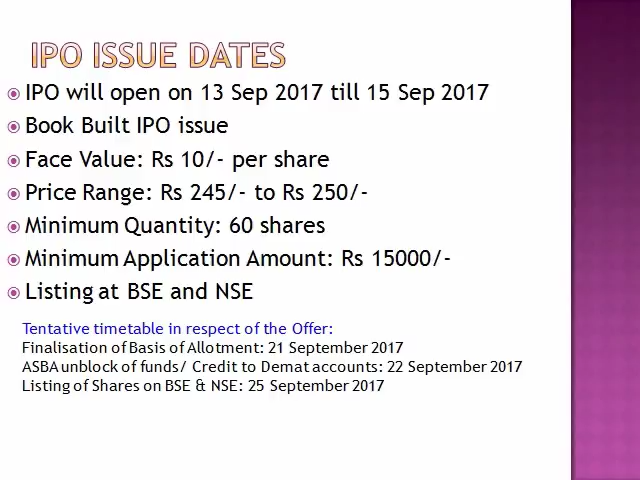 IPO ISSUE DATES
IPO will open on 13 Sep 2017 till 15 Sep 2017
Book Built IPO issue
Face Value: Rs 10/- per share
Price Range: Rs 245/- to Rs 250/-
Minimum Quantity: 60 shares
Minimum Application Amount: Rs 15000/-
Listing at BSE and NSE
Tentative timetable in respect of the Offer:
Finalisation of Basis of Allotment: 21 September 2017
ASBA unblock of funds/ Credit to Demat accounts: 22 September 2017
Listing of Shares on BSE & NSE: 25 September 2017